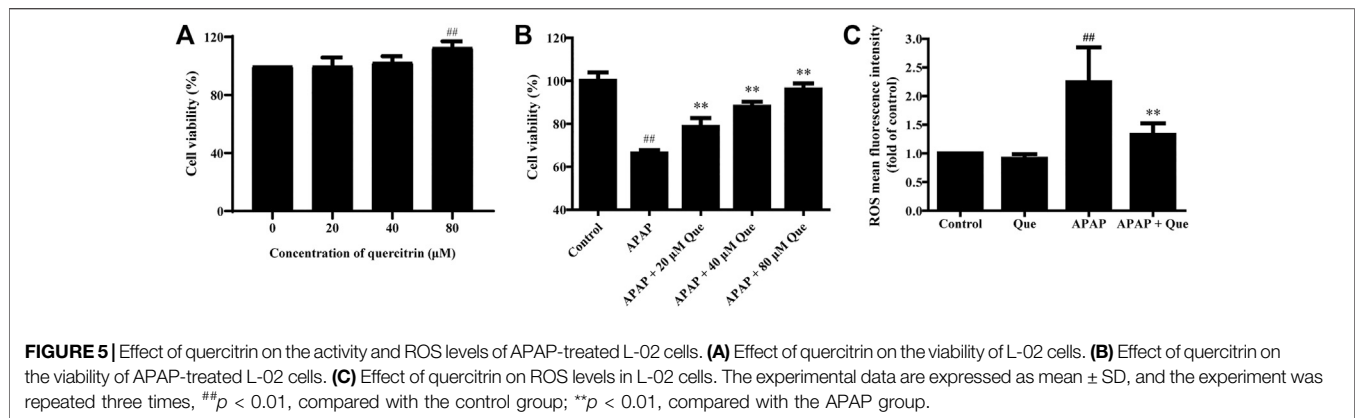 A
Cell viability (%)
120
80
40
0
##
0 20 40 80
Concentration of quercitrin (μM)
B
Cell viability (%)
120
100
80
60
40
##
**
**
**
Control
APAP
APAP + 20 μM Que
APAP + 40 μM Que
APAP + 80 μM Que
C
ROS mean fluorescence intensity
(fold of control)
3.0
2.5
2.0
1.5
1.0
0.5
0.0
##
**
Control Que APAP APAP + Que
FIGURE 5 | Effect of quercitrin on the activity and ROS levels of APAP-treated L-02 cells. (A) Effect of quercitrin on the viability of L-02 cells. (B) Effect of quercitrin on
the viability of APAP-treated L-02 cells. (C) Effect of quercitrin on ROS levels in L-02 cells. The experimental data are expressed as mean ± SD, and the experiment was
repeated three times, ##p < 0.01, compared with the control group; **p < 0.01, compared with the APAP group.